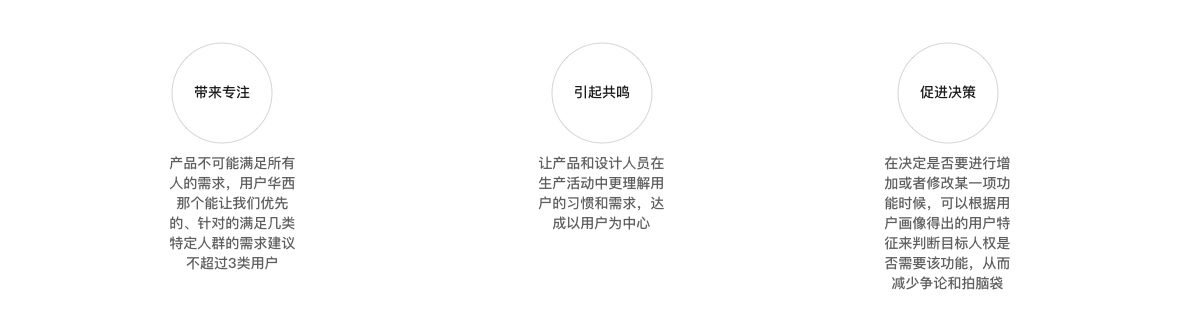 带来专注
产品不可能满足所有
人的需求，用户华西
那个能让我们优先
的、针对的满足几类
特定人群的需求建议
不超过3类用户
引起共鸣
让产品和设计人员在
生产活动中更理解用
户的习惯和需求，达
成以用户为中心
促进决策
在决定是否要进行增
加或者修改某一项功
能时候，可以根据用
户画像得出的用户特
征来判断目标人权是
否需要该功能，从而
减少争论和拍脑袋